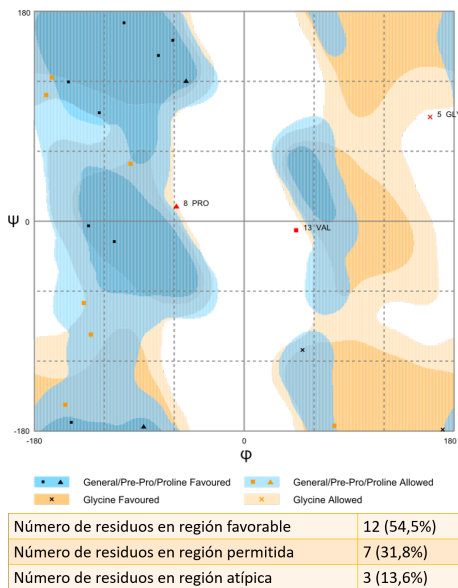 180
5 GLY
8 PRO
Ψ 0
13 VAL
-180
-180 0 180
φ
General/Pre-Pro/Proline Favoured General/Pre-Pro/Proline Allowed
Glycine Favoured Glycine Allowed
Número de residuos en región favorable 12 (54,5%)
Número de residuos en región permitida 7 (31,8%)
Número de residuos en región atípica 3 (13,6%)